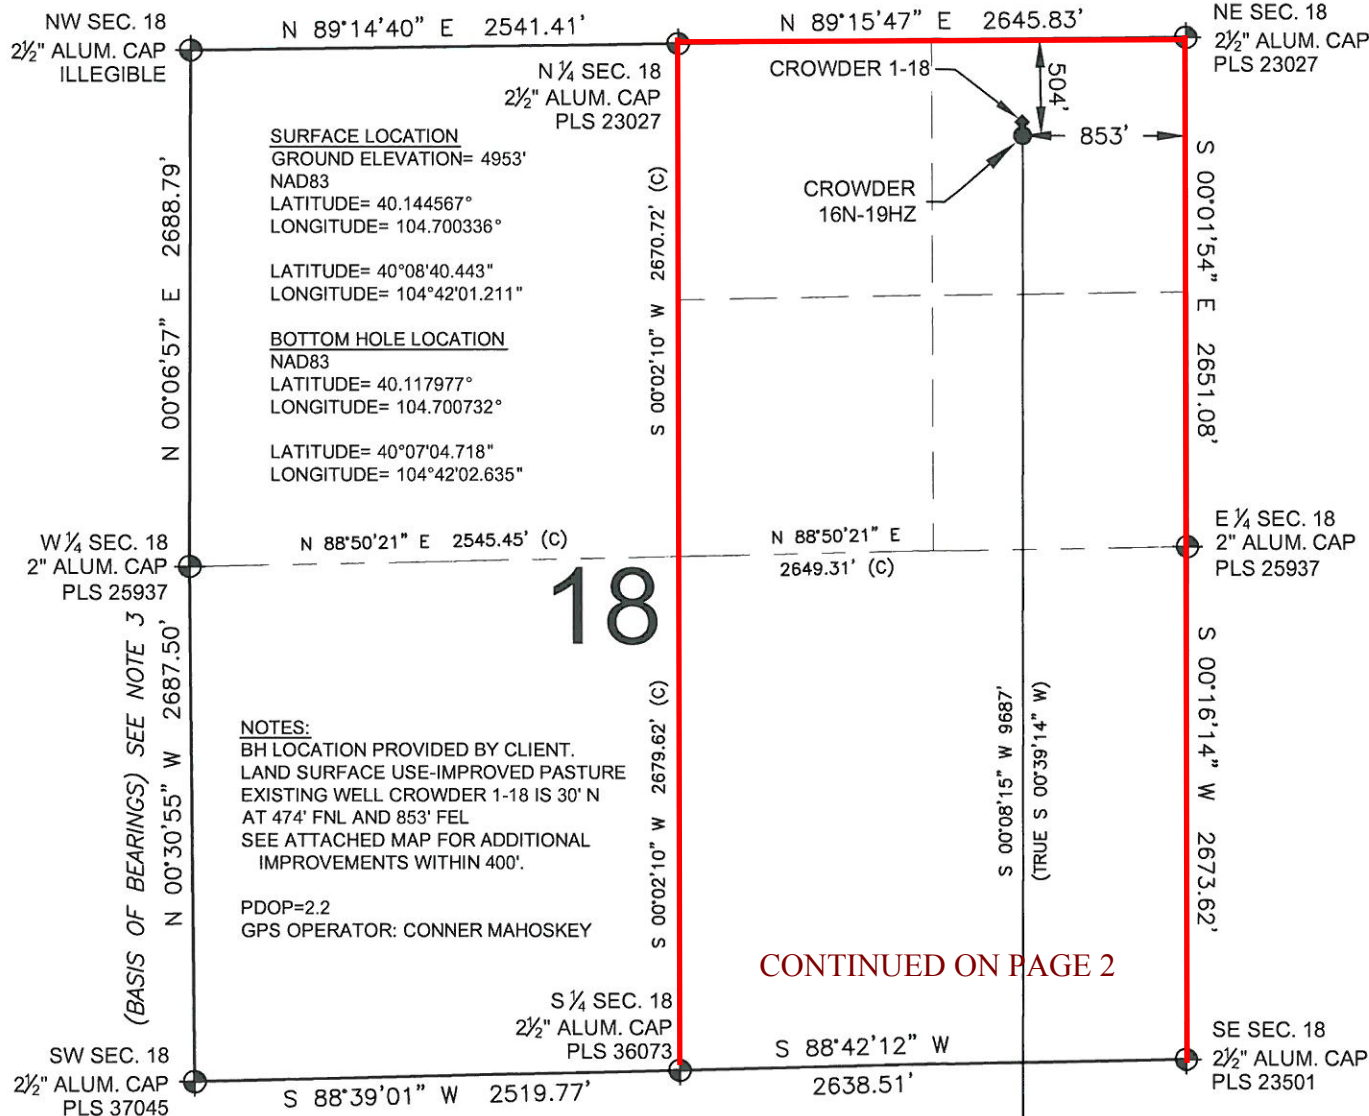 NW SEC. 18
2½" ALUM. CAP
ILLEGIBLE
N 89°14'40" E 2541.41'
N 89°15'47" E 2645.83'
NE SEC. 18
2½" ALUM. CAP
PLS 23027
N ¼ SEC. 18
2½" ALUM. CAP
PLS 23027
CROWDER 1-18
504'
853'
CROWDER
16N-19HZ
SURFACE LOCATION
GROUND ELEVATION= 4953'
NAD83
LATITUDE= 40.144567°
LONGITUDE= 104.700336°
LATITUDE= 40°08'40.443"
LONGITUDE= 104°42'01.211"
BOTTOM HOLE LOCATION
NAD83
LATITUDE= 40.117977°
LONGITUDE= 104.700732°
LATITUDE= 40°07'04.718"
LONGITUDE= 104°42'02.635"
N 00°06'57" E 2688.79'
S 00°02'10" W 2670.72' (C)
S 00°01'54" E 2651.08'
W ¼ SEC. 18
2" ALUM. CAP
PLS 25937
N 88°50'21" E 2545.45' (C)
N 88°50'21" E
2649.31' (C)
E ¼ SEC. 18
2" ALUM. CAP
PLS 25937
18
(BASIS OF BEARINGS) SEE NOTE 3
N 00°30'55" W 2687.50'
NOTES:
BH LOCATION PROVIDED BY CLIENT.
LAND SURFACE USE-IMPROVED PASTURE
EXISTING WELL CROWDER 1-18 IS 30' N
AT 474' FNL AND 853' FEL
SEE ATTACHED MAP FOR ADDITIONAL
IMPROVEMENTS WITHIN 400'.
PDOP=2.2
GPS OPERATOR: CONNER MAHOSKEY
S 00°02'10" W 2679.62' (C)
S 00°08'15" W 9687'
(TRUE S 00°39'14" W)
S 00°16'14" W 2673.62'
CONTINUED ON PAGE 2
S ¼ SEC. 18
2½" ALUM. CAP
PLS 36073
SW SEC. 18
2½" ALUM. CAP
PLS 37045
S 88°39'01" W 2519.77'
S 88°42'12" W
2638.51'
SE SEC. 18
2½" ALUM. CAP
PLS 23501